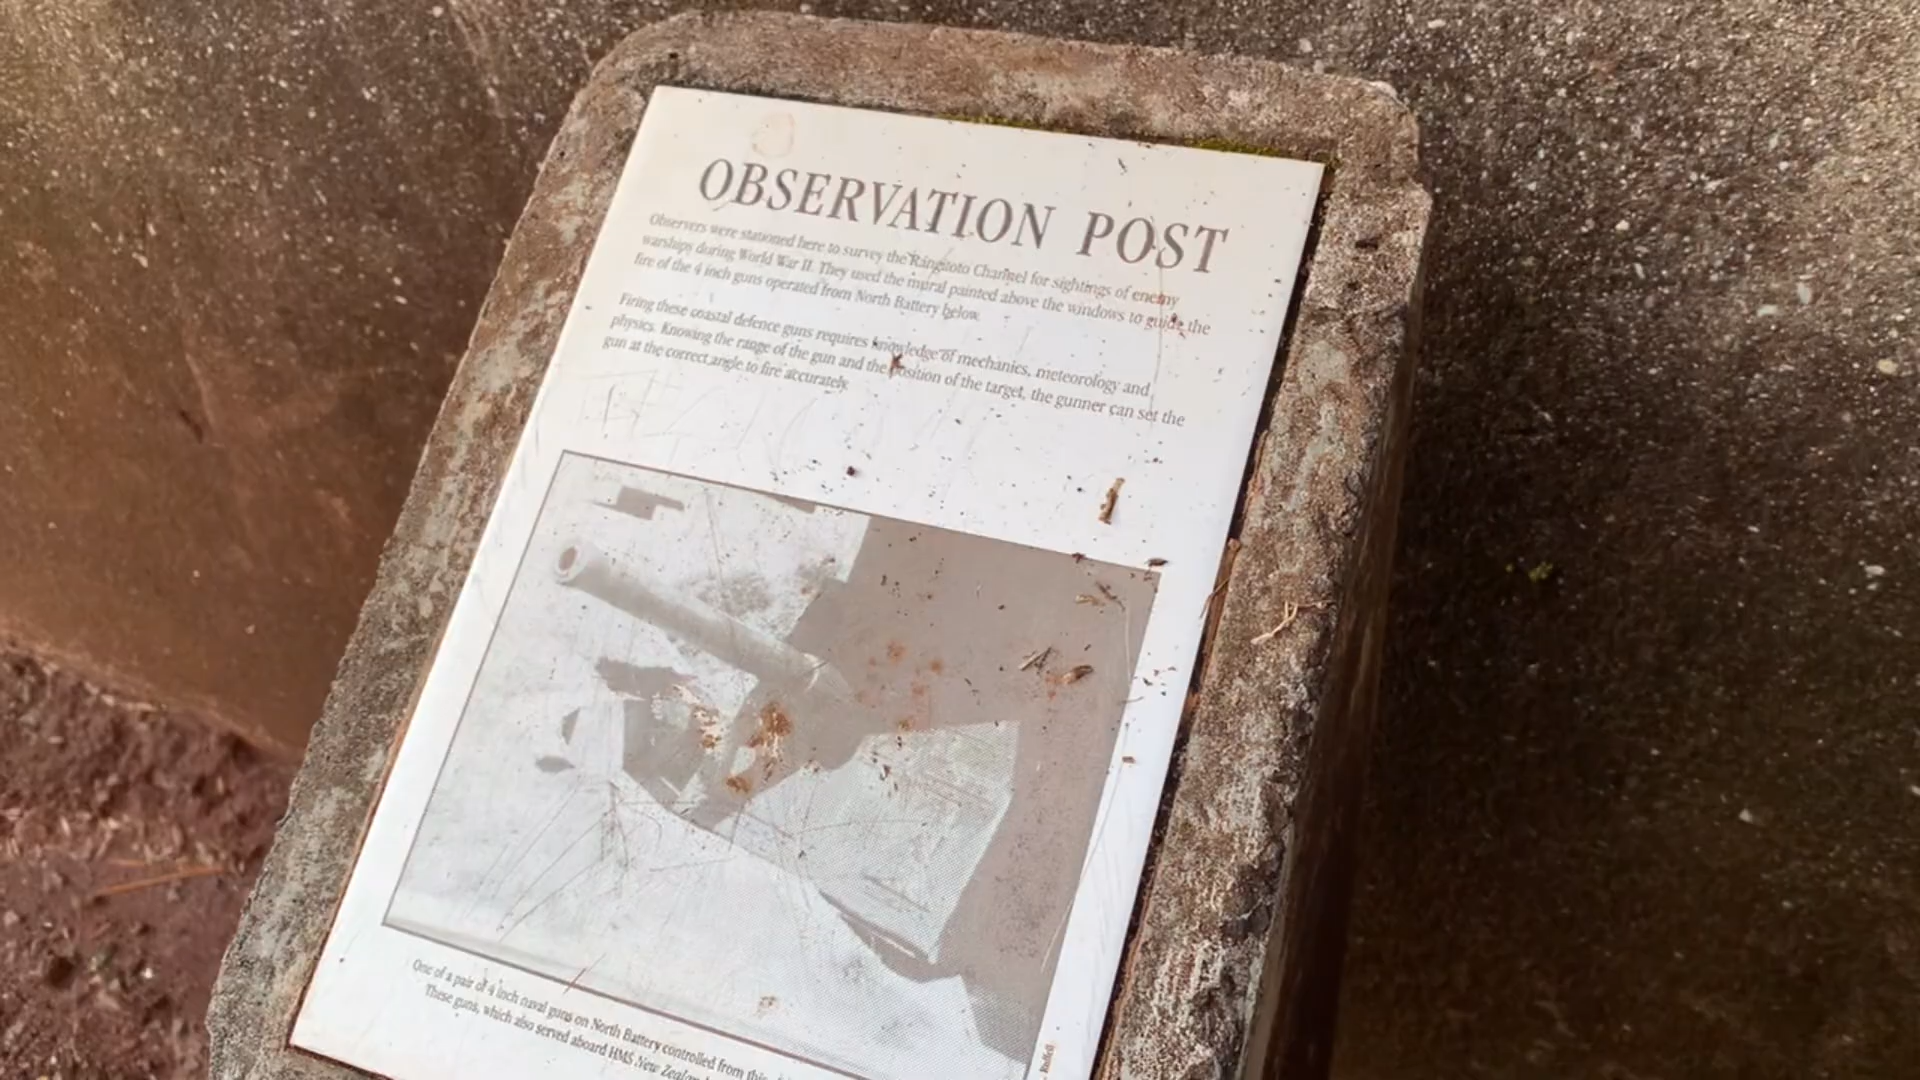 OBSERVATION POST
Observers were stationed here to survey the Rangitoto Channel for sightings of enemy
warships during World War II. They used the mural painted above the windows to guide the
fire of the 4 inch guns operated from North Battery below.
Firing these coastal defence guns requires knowledge of mechanics, meteorology and
physics. Knowing the range of the gun and the position of the target, the gunner can set the
gun at the correct angle to fire accurately.
One of a pair of 4 inch naval guns on North Battery controlled from this
These guns, which also served aboard HMS New Zealand